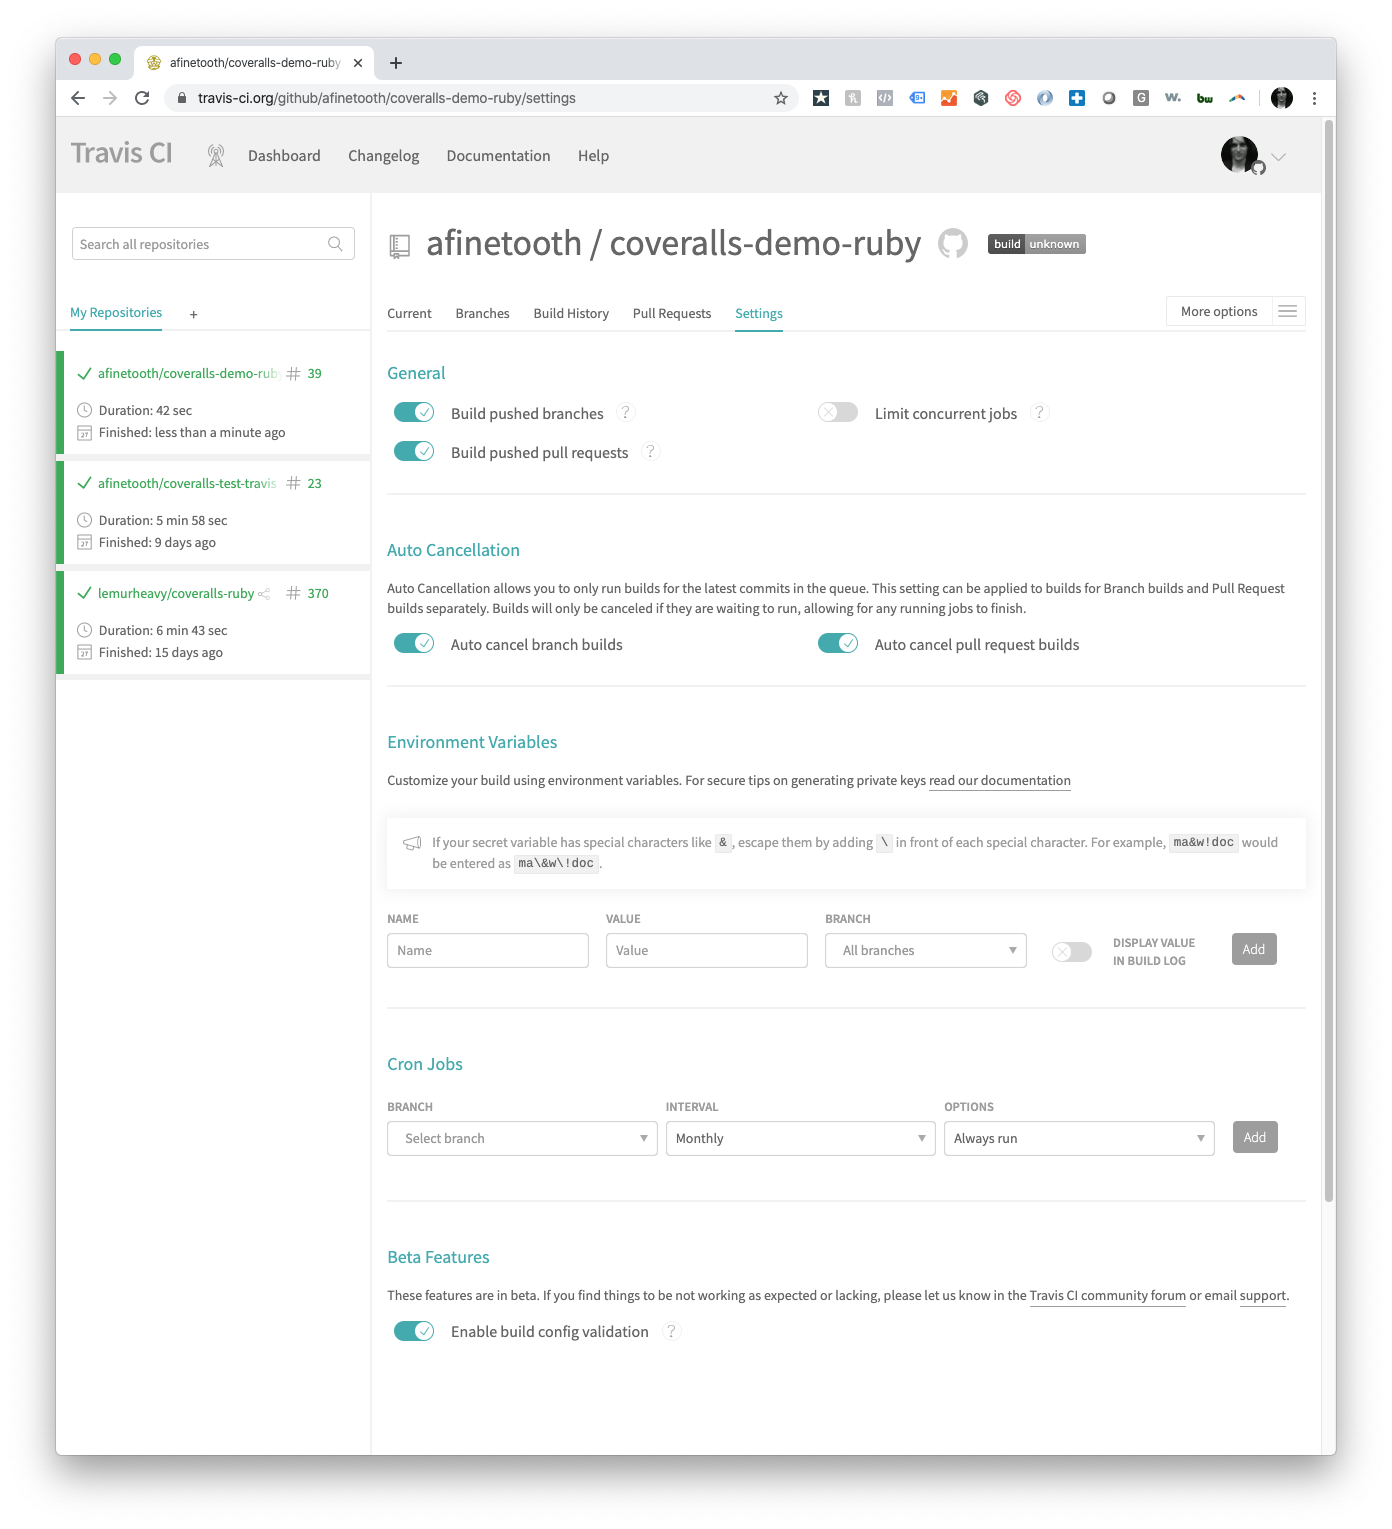 afinetooth/coveralls-demo-ruby
travis-ci.org/github/afinetooth/coveralls-demo-ruby/settings
Travis CI
Dashboard
Changelog
Documentation
Help
Search all repositories
My Repositories +
afinetooth/coveralls-demo-rub # 39
Duration: 42 sec
Finished: less than a minute ago
afinetooth/coveralls-test-travis # 23
Duration: 5 min 58 sec
Finished: 9 days ago
lemurheavy/coveralls-ruby # 370
Duration: 6 min 43 sec
Finished: 15 days ago
afinetooth / coveralls-demo-ruby
build unknown
Current
Branches
Build History
Pull Requests
Settings
More options
General
Build pushed branches ?
Limit concurrent jobs ?
Build pushed pull requests ?
Auto Cancellation
Auto Cancellation allows you to only run builds for the latest commits in the queue. This setting can be applied to builds for Branch builds and Pull Request
builds separately. Builds will only be canceled if they are waiting to run, allowing for any running jobs to finish.
Auto cancel branch builds
Auto cancel pull request builds
Environment Variables
Customize your build using environment variables. For secure tips on generating private keys read our documentation
If your secret variable has special characters like & , escape them by adding \ in front of each special character. For example, ma&w!doc would
be entered as ma\&w\!doc .
NAME
VALUE
BRANCH
Name
Value
All branches
DISPLAY VALUE
IN BUILD LOG
Add
Cron Jobs
BRANCH
INTERVAL
OPTIONS
Select branch
Monthly
Always run
Add
Beta Features
These features are in beta. If you find things to be not working as expected or lacking, please let us know in the Travis CI community forum or email support.
Enable build config validation ?